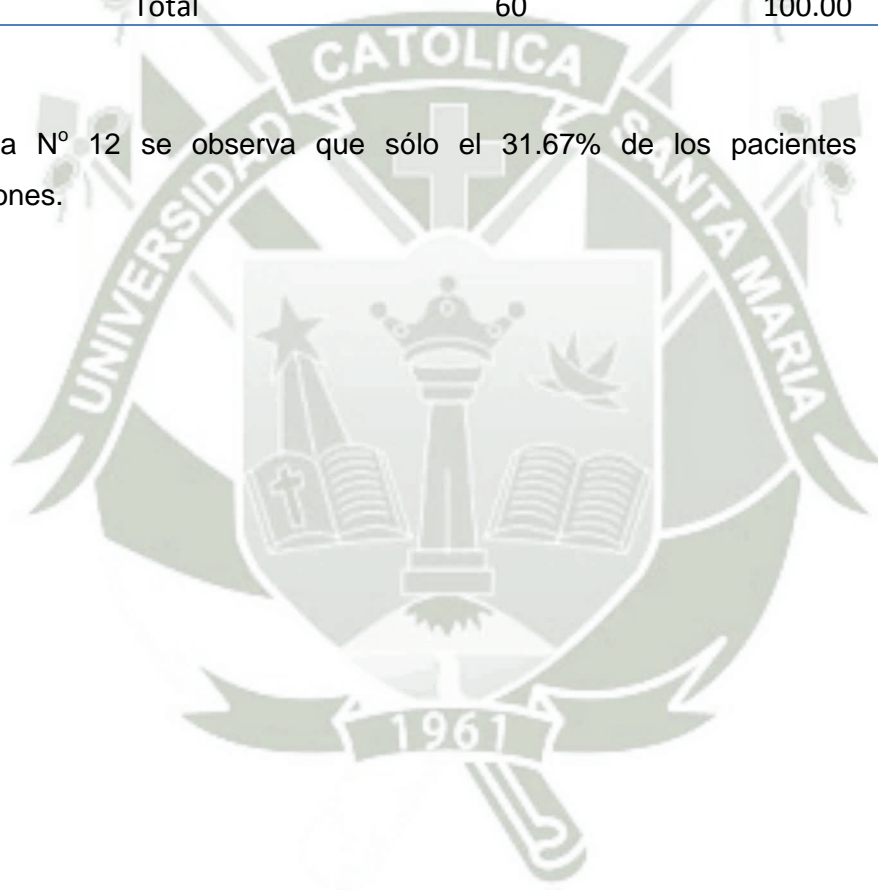 Total 60 100.00
a Nº 12 se observa que sólo el 31.67% de los pacientes
ones.
CATOLICA
UNIVERSIDAD
SANTA MARIA
1961